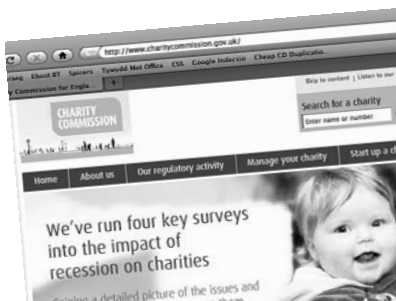 http://www.charitycommission.gov.uk/
Ebost BT Spicers Tywydd Met Office CSS Google Indecsio Cheap CD Duplicatio...
Commission for Engla...
Skip to content | Listen to our
CHARITY
COMMISSION
Search for a charity
Enter name or number
Home About us Our regulatory activity Manage your charity Start up a
We've run four key surveys
into the impact of
recession on charities
Gaining a detailed picture of the issues and